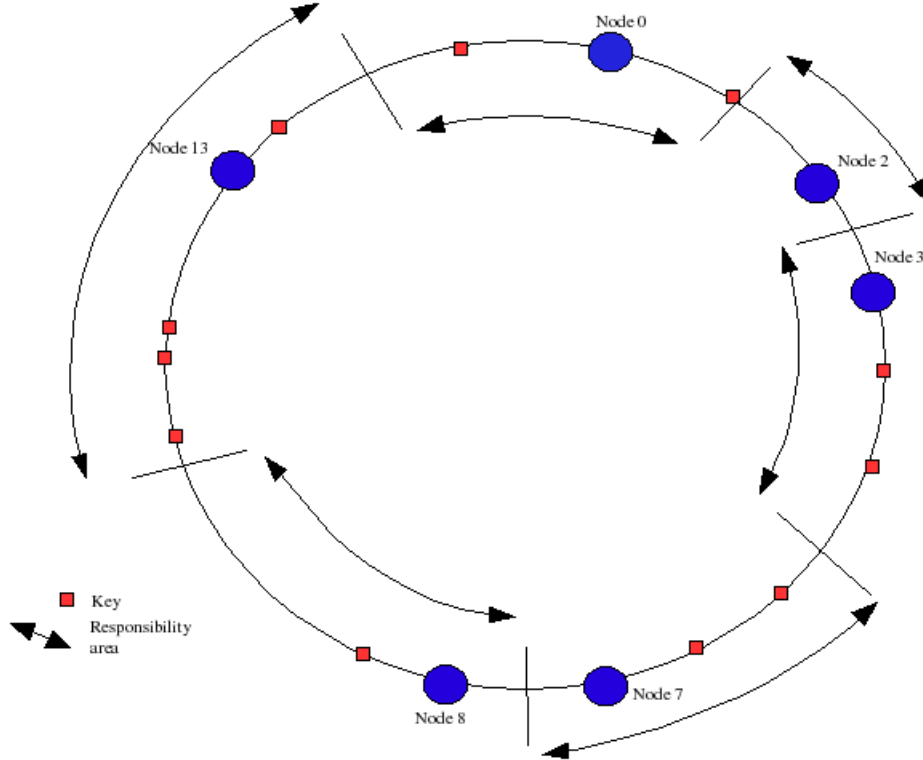 Node 0
Node 13
Node 2
Node 3
Key
Responsibility
area
Node 7
Node 8